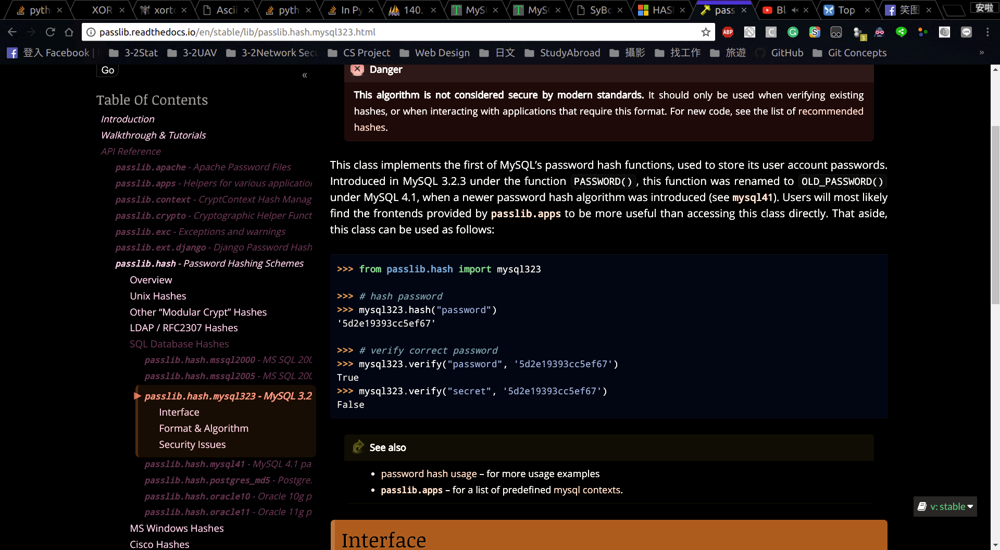 pyth
XOR
xort
Ascii
pyth
In Py
140.
MyS
MyS
SyB
HAS
pass
Bl
Top
笑图
安啦
passlib.readthedocs.io/en/stable/lib/passlib.hash.mysql323.html
ABP
3
登入 Facebook |
3-2Stat
3-2UAV
3-2Network Secu
CS Project
Web Design
日文
StudyAbroad
攝影
找工作
旅遊
GitHub
Git Concepts
»
Go
«
Table Of Contents
Introduction
Walkthrough & Tutorials
API Reference
passlib.apache - Apache Password Files
passlib.apps - Helpers for various application
passlib.context - CryptContext Hash Manag
passlib.crypto - Cryptographic Helper Funct
passlib.exc - Exceptions and warnings
passlib.ext.django - Django Password Hash
passlib.hash - Password Hashing Schemes
Overview
Unix Hashes
Other “Modular Crypt” Hashes
LDAP / RFC2307 Hashes
SQL Database Hashes
passlib.hash.mssql2000 - MS SQL 200
passlib.hash.mssql2005 - MS SQL 200
passlib.hash.mysql323 - MySQL 3.2
Interface
Format & Algorithm
Security Issues
passlib.hash.mysql41 - MySQL 4.1 pa
passlib.hash.postgres_md5 - Postgre
passlib.hash.oracle10 - Oracle 10g p
passlib.hash.oracle11 - Oracle 11g p
MS Windows Hashes
Cisco Hashes
Danger
This algorithm is not considered secure by modern standards. It should only be used when verifying existing
hashes, or when interacting with applications that require this format. For new code, see the list of recommended
hashes.
This class implements the first of MySQL’s password hash functions, used to store its user account passwords.
Introduced in MySQL 3.2.3 under the function PASSWORD(), this function was renamed to OLD_PASSWORD()
under MySQL 4.1, when a newer password hash algorithm was introduced (see mysql41). Users will most likely
find the frontends provided by passlib.apps to be more useful than accessing this class directly. That aside,
this class can be used as follows:
>>> from passlib.hash import mysql323
>>> # hash password
>>> mysql323.hash("password")
'5d2e19393cc5ef67'
>>> # verify correct password
>>> mysql323.verify("password", '5d2e19393cc5ef67')
True
>>> mysql323.verify("secret", '5d2e19393cc5ef67')
False
See also
• password hash usage – for more usage examples
• passlib.apps – for a list of predefined mysql contexts.
v: stable
Interface